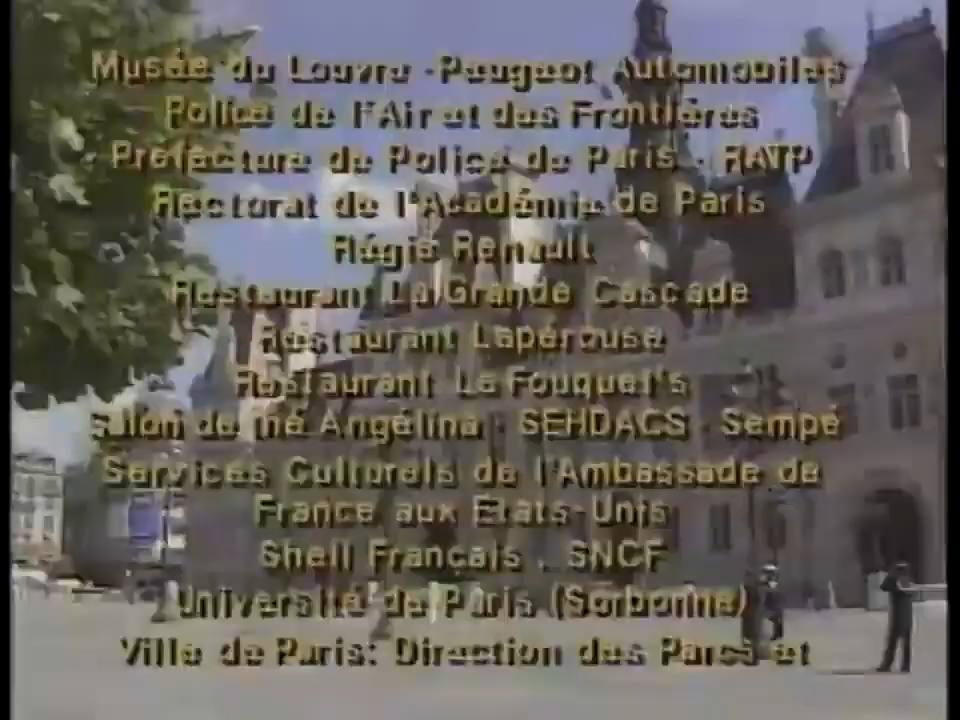 Musée du Louvre - Peugeot Automobiles
Police de l'Air et des Frontières
Préfecture de Police de Paris - RATP
Rectorat de l'Académie de Paris
Régie Renault
Restaurant La Grande Cascade
Restaurant Lapérouse
Restaurant Le Fouquet's
Salon de thé Angélina - SEHDACS - Sempé
Services Culturels de l'Ambassade de
France aux Etats-Unis
Shell Français - SNCF
Université de Paris (Sorbonne)
Ville de Paris: Direction des Parcs et